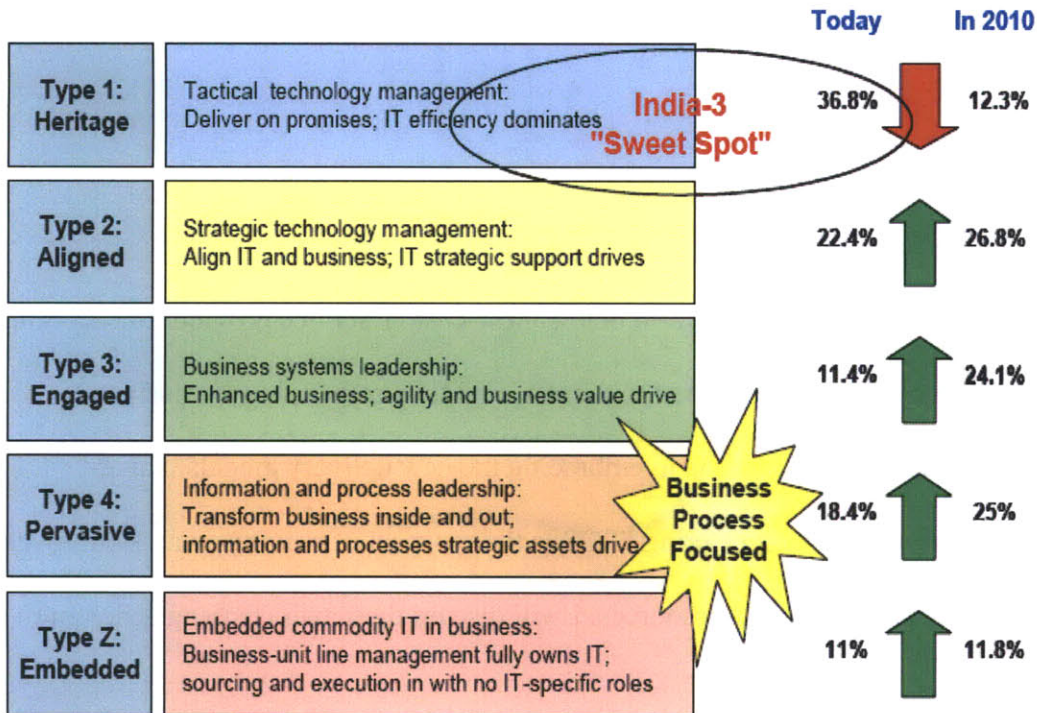 Today In 2010
Type 1:
Heritage
Tactical technology management:
Deliver on promises; IT efficiency dominates
India-3
"Sweet Spot"
36.8% 12.3%
Type 2:
Aligned
Strategic technology management:
Align IT and business; IT strategic support drives
22.4% 26.8%
Type 3:
Engaged
Business systems leadership:
Enhanced business; agility and business value drive
11.4% 24.1%
Type 4:
Pervasive
Information and process leadership:
Transform business inside and out;
information and processes strategic assets drive
Business
Process
Focused
18.4% 25%
Type Z:
Embedded
Embedded commodity IT in business:
Business-unit line management fully owns IT;
sourcing and execution in with no IT-specific roles
11% 11.8%